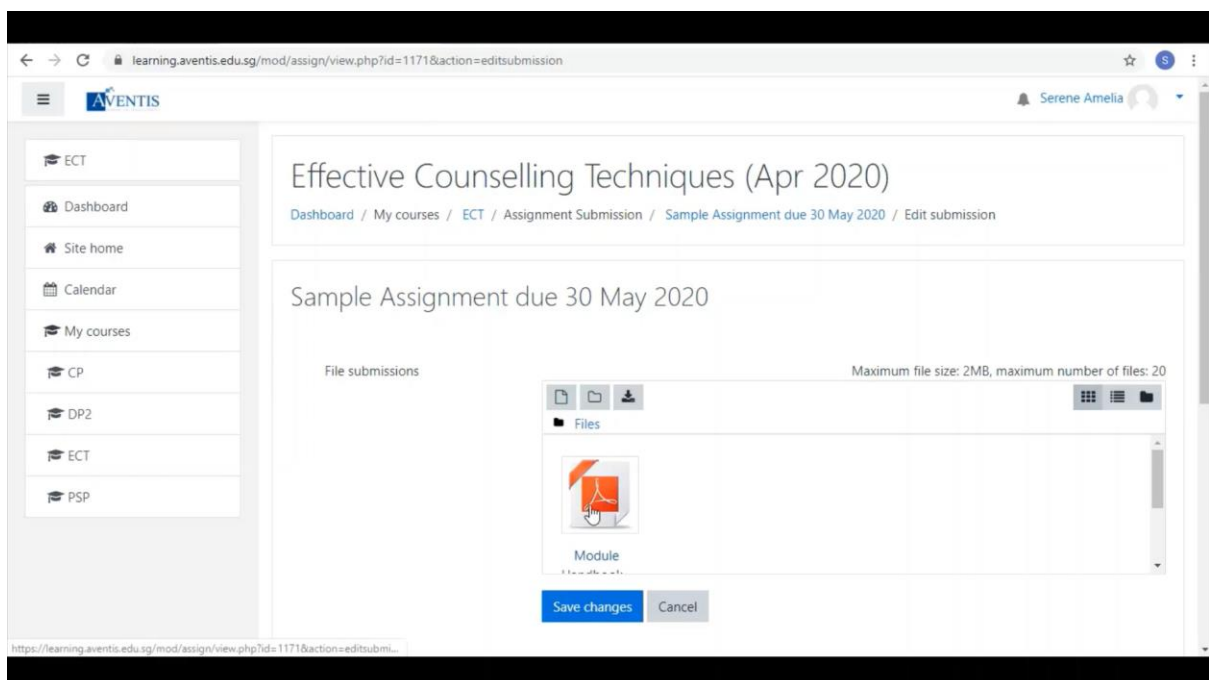 learning.aventis.edu.sg/mod/assign/view.php?id=1171&action=editsubmission
S
AVENTIS
Serene Amelia
ECT
Dashboard
Site home
Calendar
My courses
CP
DP2
ECT
PSP
Effective Counselling Techniques (Apr 2020)
Dashboard / My courses / ECT / Assignment Submission / Sample Assignment due 30 May 2020 / Edit submission
Sample Assignment due 30 May 2020
File submissions
Maximum file size: 2MB, maximum number of files: 20
Files
Module
Save changes
Cancel
https://learning.aventis.edu.sg/mod/assign/view.php?id=1171&action=editsubmi...